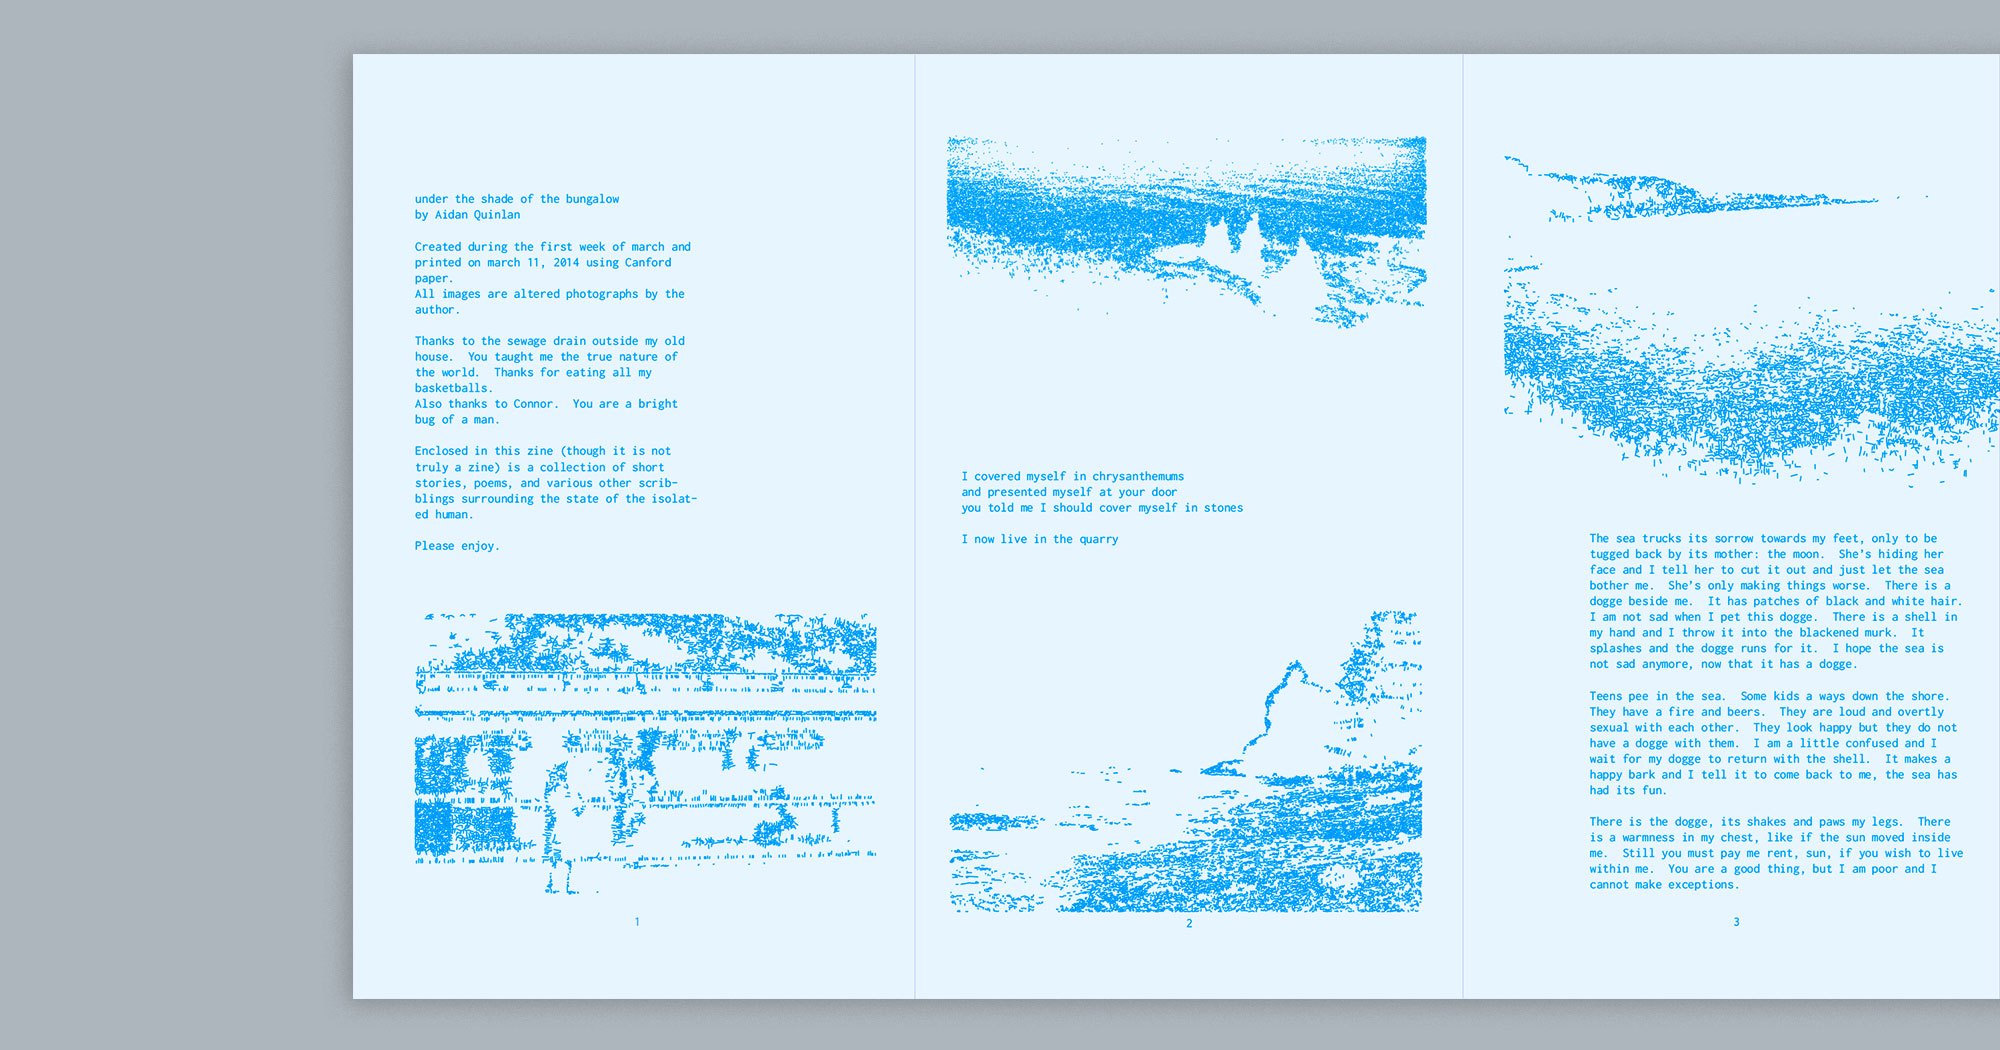 under the shade of the bungalow
by Aidan Quinlan
Created during the first week of march and
printed on march 11, 2014 using Canford
paper.
All images are altered photographs by the
author.
Thanks to the sewage drain outside my old
house.  You taught me the true nature of
the world.  Thanks for eating all my
basketballs.
Also thanks to Connor.  You are a bright
bug of a man.
Enclosed in this zine (though it is not
truly a zine) is a collection of short
stories, poems, and various other scrib-
blings surrounding the state of the isolat-
ed human.
Please enjoy.
1
I covered myself in chrysanthemums
and presented myself at your door
you told me I should cover myself in stones
I now live in the quarry
2
The sea trucks its sorrow towards my feet, only to be
tugged back by its mother: the moon.  She's hiding her
face and I tell her to cut it out and just let the sea
bother me.  She's only making things worse.  There is a
dogge beside me.  It has patches of black and white hair.
I am not sad when I pet this dogge.  There is a shell in
my hand and I throw it into the blackened murk.  It
splashes and the dogge runs for it.  I hope the sea is
not sad anymore, now that it has a dogge.
Teens pee in the sea.  Some kids a ways down the shore.
They have a fire and beers.  They are loud and overtly
sexual with each other.  They look happy but they do not
have a dogge with them.  I am a little confused and I
wait for my dogge to return with the shell.  It makes a
happy bark and I tell it to come back to me, the sea has
had its fun.
There is the dogge, its shakes and paws my legs.  There
is a warmness in my chest, like if the sun moved inside
me.  Still you must pay me rent, sun, if you wish to live
within me.  You are a good thing, but I am poor and I
cannot make exceptions.
3